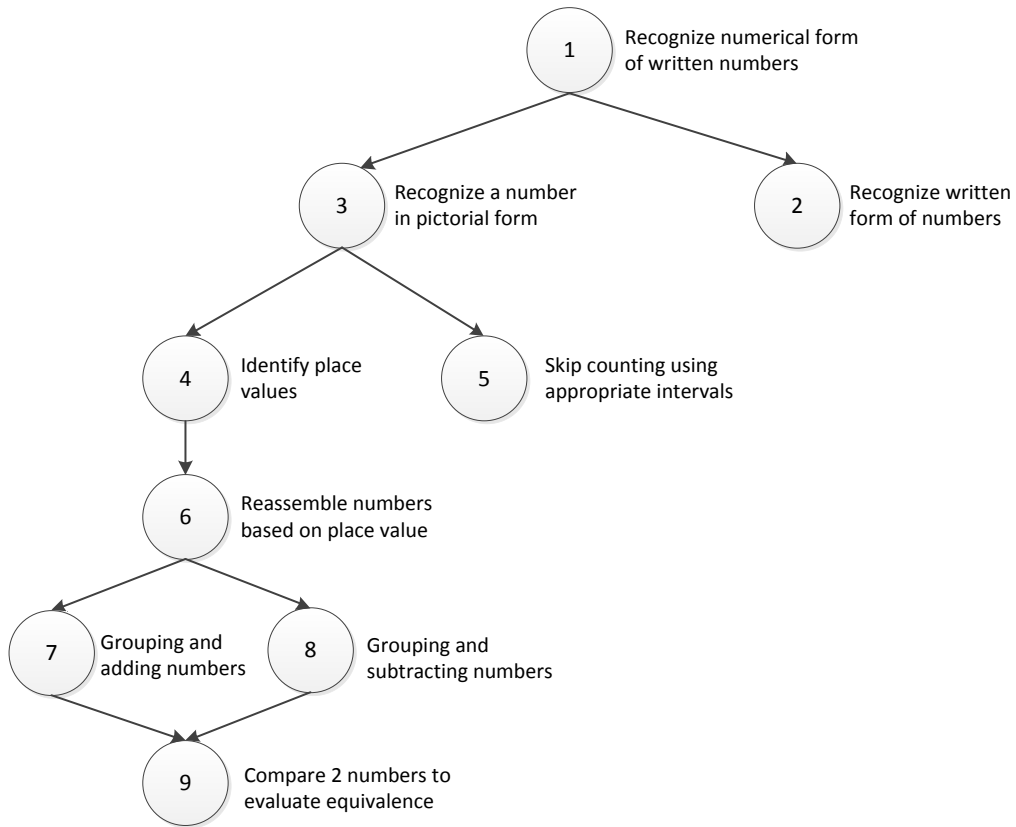 1
Recognize numerical form
of written numbers
3
Recognize a number
in pictorial form
2
Recognize written
form of numbers
4
Identify place
values
5
Skip counting using
appropriate intervals
6
Reassemble numbers
based on place value
7
Grouping and
adding numbers
8
Grouping and
subtracting numbers
9
Compare 2 numbers to
evaluate equivalence